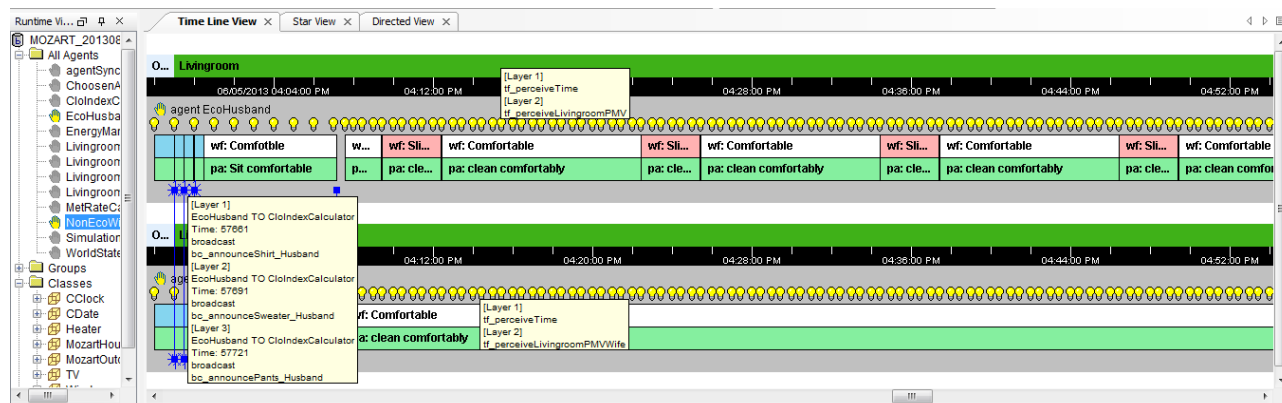 Runtime Vi...
Time Line View
Star View
Directed View
MOZART_201308
All Agents
agentSync
ChoosenA
CloIndexC
EcoHusba
EnergyMar
Livingroon
Livingroon
Livingroon
Livingroon
MetRateCa
NonEcoWi
Simulation
WorldState
Groups
Classes
CClock
CDate
Heater
MozartHou
MozartOutd
TV
O... Livingroom
06/05/2013 04:04:00 PM 04:12:00 PM 04:28:00 PM 04:36:00 PM 04:44:00 PM 04:52:00 PM
[Layer 1]
tf_perceiveTime
[Layer 2]
tf_perceiveLivingroomPMV
agent EcoHusband
wf: Comfotble w... wf: Sli... wf: Comfortable wf: Sli... wf: Comfortable wf: Sli... wf: Comfortable wf: Sli... wf: Comfortable
pa: Sit comfortable p... pa: cle... pa: clean comfortably pa: cle... pa: clean comfortably pa: cle... pa: clean comfortably pa: cle... pa: clean comfor
[Layer 1]
EcoHusband TO CloIndexCalculator
Time: 57661
broadcast
bc_announceShirt_Husband
[Layer 2]
EcoHusband TO CloIndexCalculator
Time: 57691
broadcast
bc_announceSweater_Husband
[Layer 3]
EcoHusband TO CloIndexCalculator
Time: 57721
broadcast
bc_announcePants_Husband
O... L
04:12:00 PM 04:20:00 PM 04:28:00 PM 04:36:00 PM 04:44:00 PM 04:52:00 PM
age
vf: Comfortable
a: clean comfortably
[Layer 1]
tf_perceiveTime
[Layer 2]
tf_perceiveLivingroomPMVWife